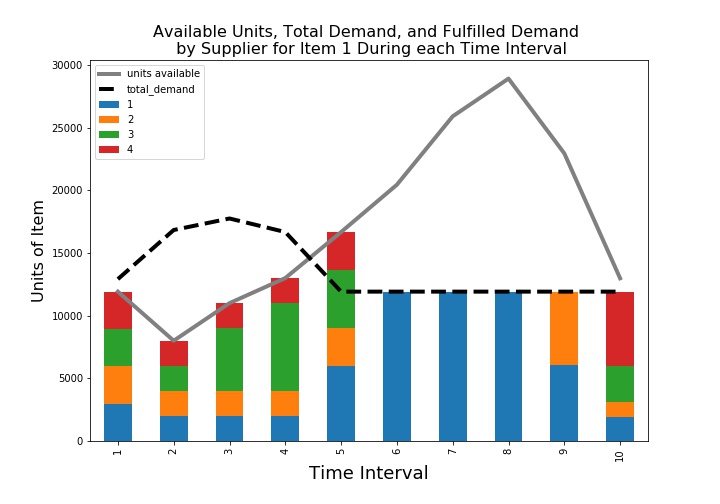 Available Units, Total Demand, and Fulfilled Demand
by Supplier for Item 1 During each Time Interval
units available
total_demand
1
2
3
4
Units of Item
30000
25000
20000
15000
10000
5000
0
1 2 3 4 5 6 7 8 9 10
Time Interval